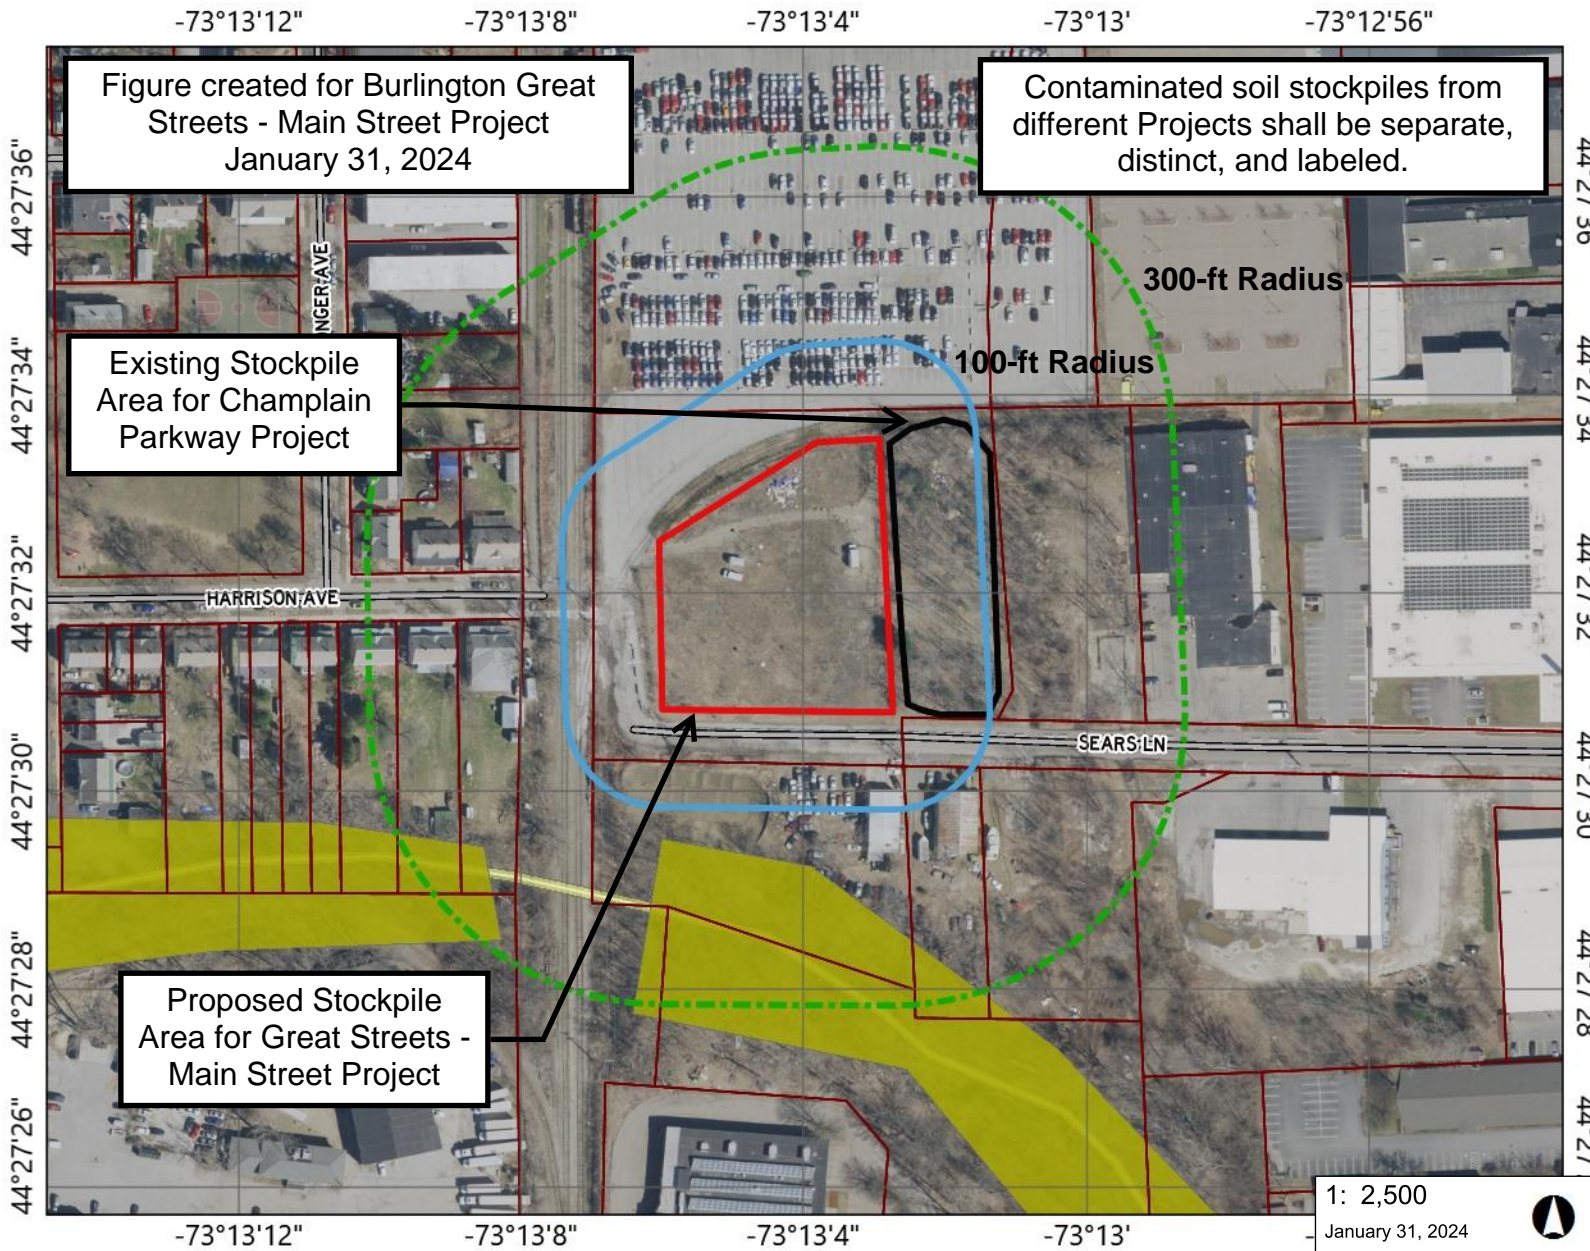 -73°13'12" -73°13'8" -73°13'4" -73°13' -73°12'56"
Figure created for Burlington Great
Streets - Main Street Project
January 31, 2024
Contaminated soil stockpiles from
different Projects shall be separate,
distinct, and labeled.
44°27'36"
44°27'34"
44°27'32"
44°27'30"
44°27'28"
44°27'26"
NGER AVE
300-ft Radius
100-ft Radius
Existing Stockpile
Area for Champlain
Parkway Project
HARRISON AVE
SEARS LN
Proposed Stockpile
Area for Great Streets -
Main Street Project
-73°13'12" -73°13'8" -73°13'4" -73°13'
1: 2,500
January 31, 2024